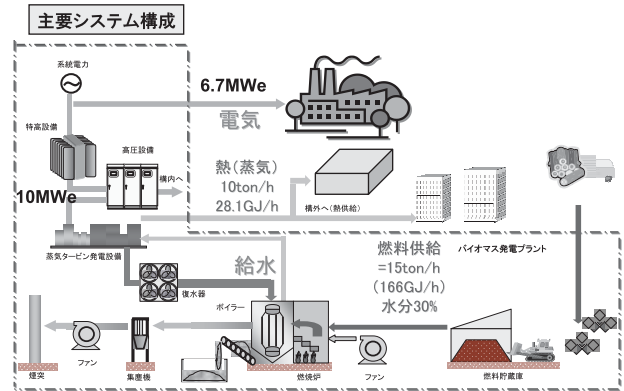 主要システム構成
系統電力
6.7MWe
電気
特高設備
高圧設備
構内へ
10MWe
熱(蒸気)
10ton/h
28.1GJ/h
構外へ(熱供給)
蒸気タービン発電設備
給水
復水器
燃料供給
=15ton/h
(166GJ/h)
水分30%
バイオマス発電プラント
ボイラー
煙突
ファン
集塵機
燃焼炉
ファン
燃料貯蔵庫